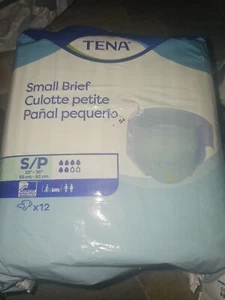 TENA
Small Brief
Culotte petite
Pañal pequeño
S/P
x12